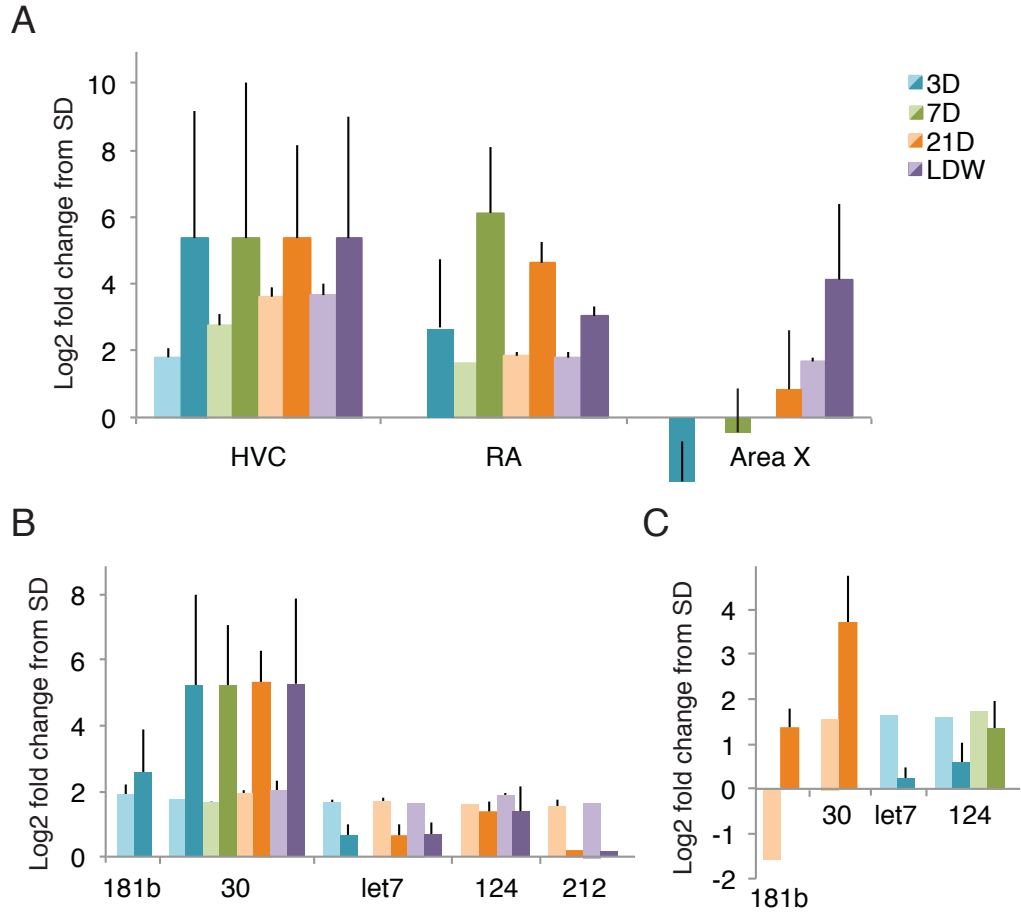 A
Log2 fold change from SD
10
8
6
4
2
0
HVC
RA
Area X
3D
7D
21D
LDW
B
Log2 fold change from SD
8
6
4
2
0
181b
30
let7
124
212
C
Log2 fold change from SD
4
3
2
1
0
-1
-2
181b
30
let7
124